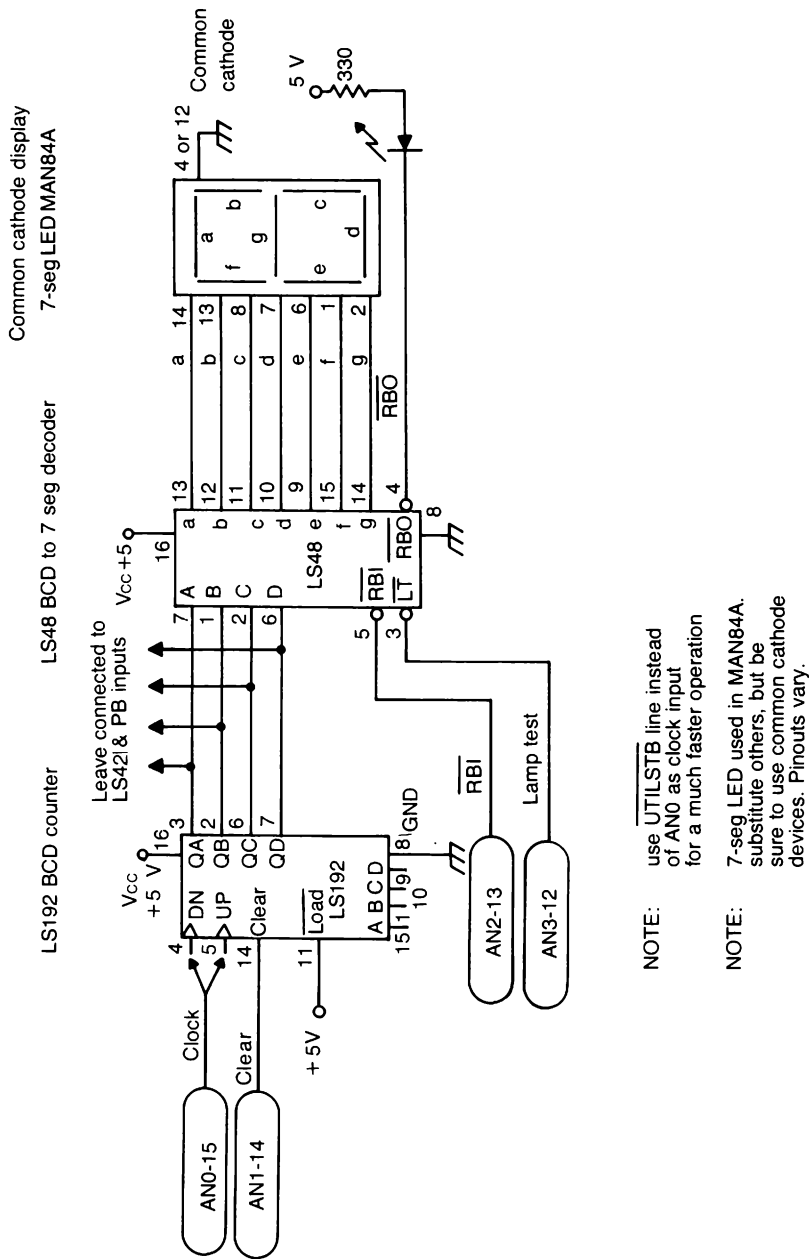 Common cathode display
LS192 BCD counter
LS48 BCD to 7 seg decoder
7-seg LED MAN84A
Leave connected to
LS42 & PB inputs
Vcc
+5 V
16
4
DN
5
UP
14
Clear
11
Load
LS192
3
QA
2
QB
6
QC
7
QD
A B C D
15 1 10 9
8
GND
AN0-15
Clock
AN1-14
Clear
+5V
AN2-13
RBI
AN3-12
Lamp test
Vcc +5
16
7
A
1
B
2
C
6
D
5
RBI
3
LT
LS48
a
13
b
12
c
11
d
10
e
9
f
15
g
14
RBO
4
8
a
14
b
13
c
8
d
7
e
6
f
1
g
2
RBO
a
b
c
d
e
f
g
4 or 12
Common
cathode
5 V
330
NOTE: use UTILSTB line instead
of AN0 as clock input
for a much faster operation
NOTE: 7-seg LED used in MAN84A.
substitute others, but be
sure to use common cathode
devices. Pinouts vary.